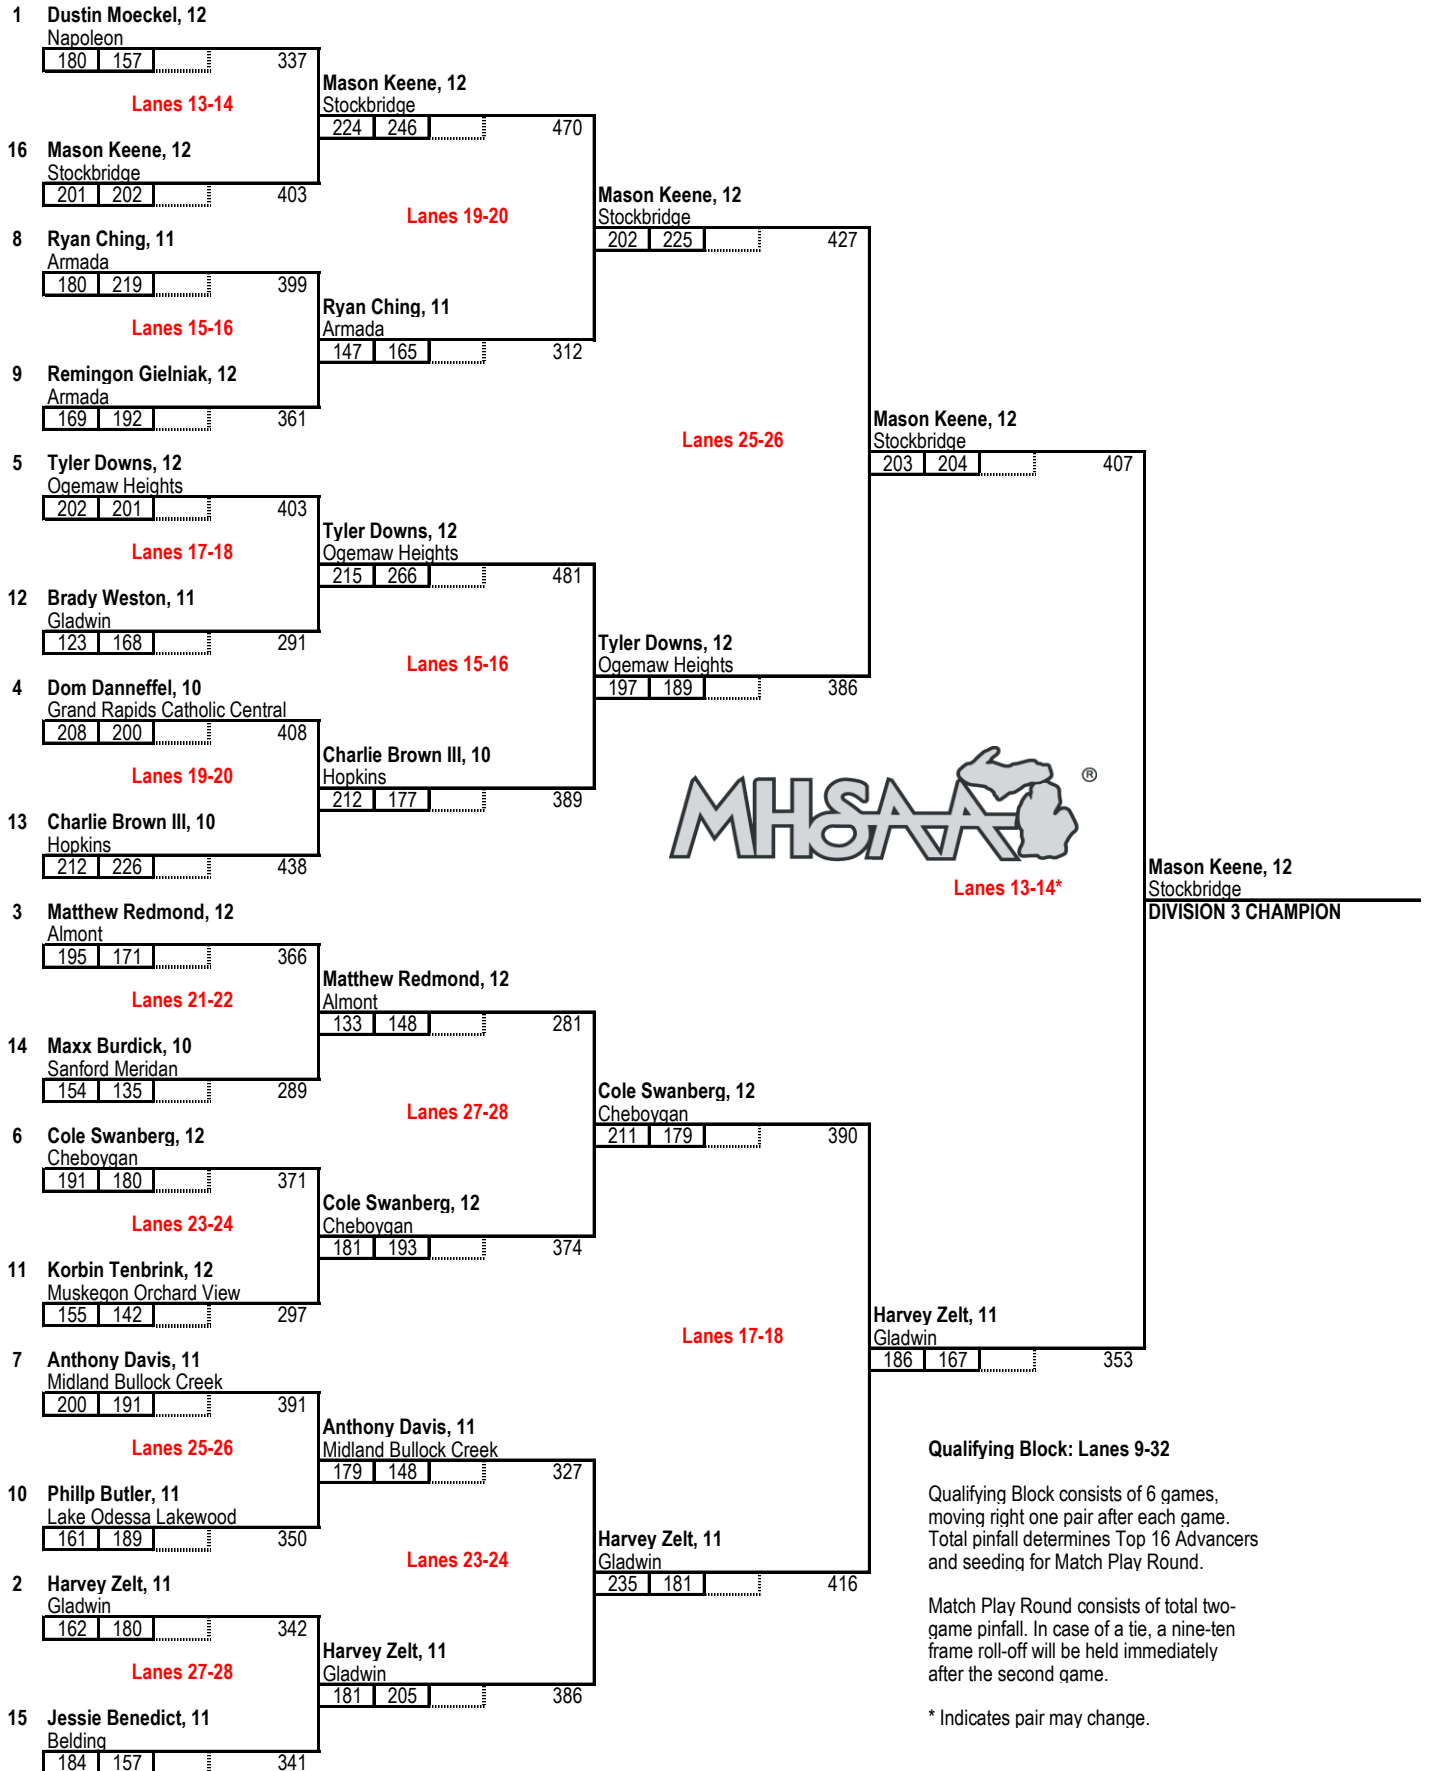 1 Dustin Moeckel, 12
Napoleon
180 157 337
Lanes 13-14
16 Mason Keene, 12
Stockbridge
201 202 403
8 Ryan Ching, 11
Armada
180 219 399
Lanes 15-16
9 Remingon Gielniak, 12
Armada
169 192 361
5 Tyler Downs, 12
Ogemaw Heights
202 201 403
Lanes 17-18
12 Brady Weston, 11
Gladwin
123 168 291
4 Dom Danneffel, 10
Grand Rapids Catholic Central
208 200 408
Lanes 19-20
13 Charlie Brown III, 10
Hopkins
212 226 438
3 Matthew Redmond, 12
Almont
195 171 366
Lanes 21-22
14 Maxx Burdick, 10
Sanford Meridan
154 135 289
6 Cole Swanberg, 12
Cheboygan
191 180 371
Lanes 23-24
11 Korbin Tenbrink, 12
Muskegon Orchard View
155 142 297
7 Anthony Davis, 11
Midland Bullock Creek
200 191 391
Lanes 25-26
10 Phillp Butler, 11
Lake Odessa Lakewood
161 189 350
2 Harvey Zelt, 11
Gladwin
162 180 342
Lanes 27-28
15 Jessie Benedict, 11
Belding
184 157 341
Mason Keene, 12
Stockbridge
224 246 470
Lanes 19-20
Ryan Ching, 11
Armada
147 165 312
Tyler Downs, 12
Ogemaw Heights
215 266 481
Lanes 15-16
Charlie Brown III, 10
Hopkins
212 177 389
Matthew Redmond, 12
Almont
133 148 281
Lanes 27-28
Cole Swanberg, 12
Cheboygan
181 193 374
Anthony Davis, 11
Midland Bullock Creek
179 148 327
Lanes 23-24
Harvey Zelt, 11
Gladwin
181 205 386
Mason Keene, 12
Stockbridge
202 225 427
Lanes 25-26
Tyler Downs, 12
Ogemaw Heights
197 189 386
Cole Swanberg, 12
Cheboygan
211 179 390
Lanes 17-18
Harvey Zelt, 11
Gladwin
235 181 416
Mason Keene, 12
Stockbridge
203 204 407
MHSAA ®
Lanes 13-14*
Harvey Zelt, 11
Gladwin
186 167 353
Mason Keene, 12
Stockbridge
DIVISION 3 CHAMPION
Qualifying Block: Lanes 9-32
Qualifying Block consists of 6 games,
moving right one pair after each game.
Total pinfall determines Top 16 Advancers
and seeding for Match Play Round.
Match Play Round consists of total two-
game pinfall. In case of a tie, a nine-ten
frame roll-off will be held immediately
after the second game.
* Indicates pair may change.